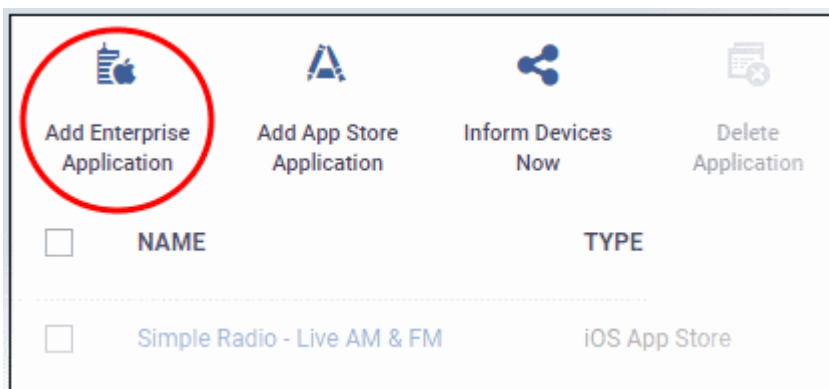 Add Enterprise
Application
Add App Store
Application
Inform Devices
Now
Delete
Application
NAME
TYPE
Simple Radio - Live AM & FM
iOS App Store